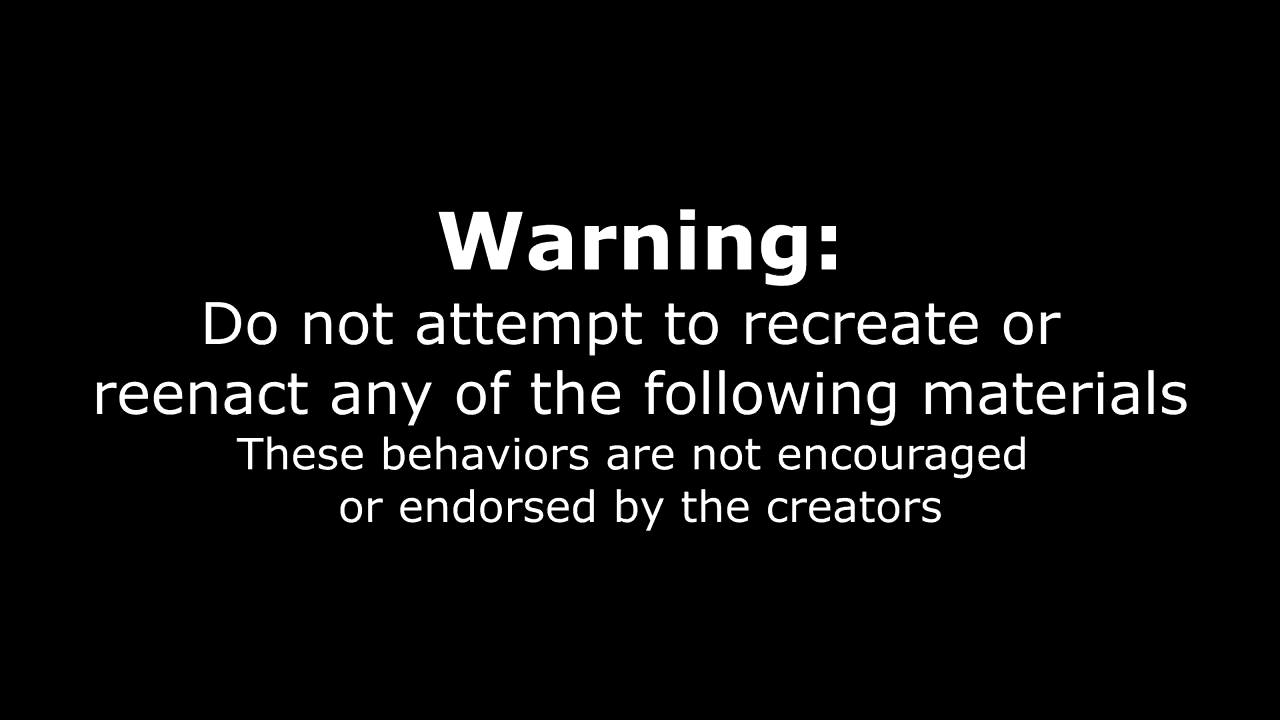 Warning:
Do not attempt to recreate or
reenact any of the following materials
These behaviors are not encouraged
or endorsed by the creators